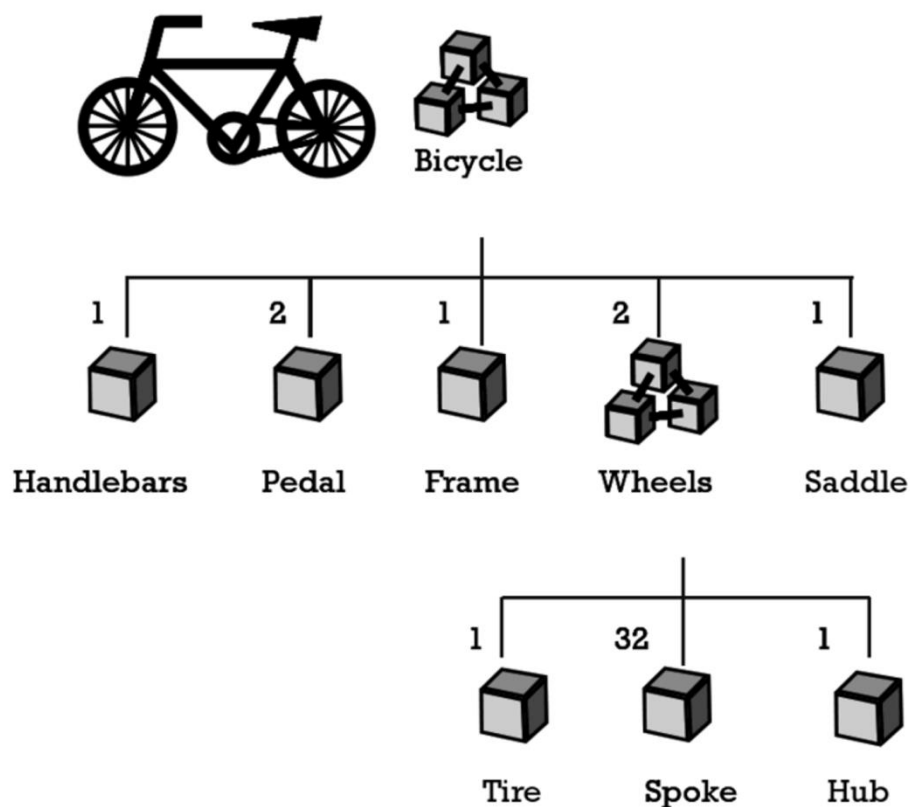 Bicycle
1 2 1 2 1
Handlebars Pedal Frame Wheels Saddle
1 32 1
Tire Spoke Hub